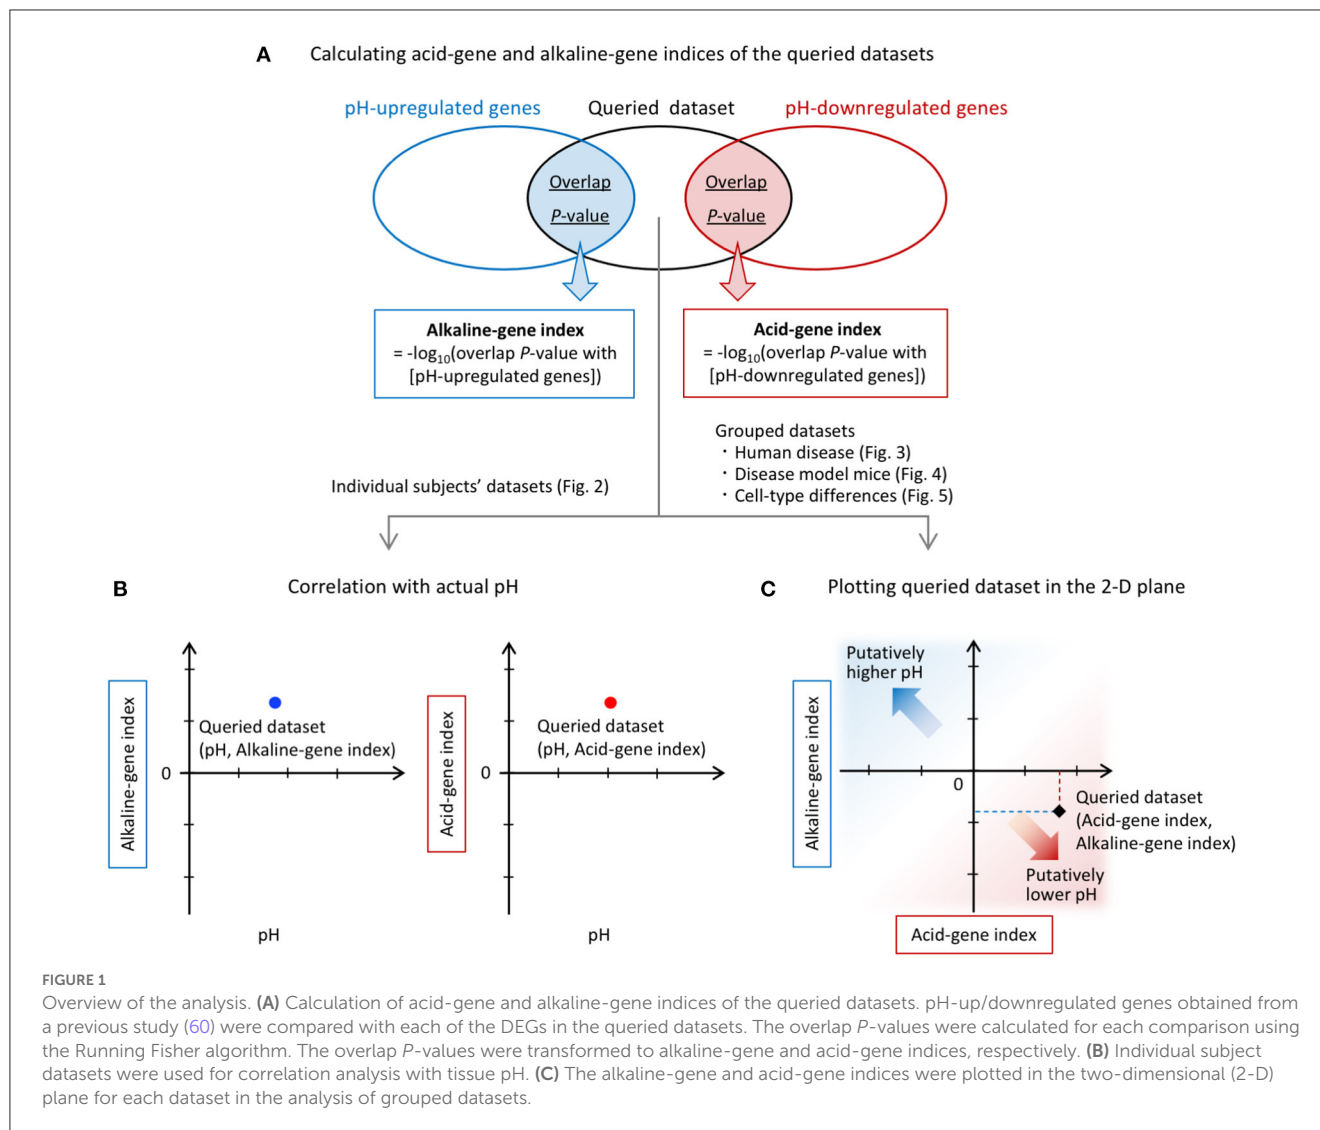 A Calculating acid-gene and alkaline-gene indices of the queried datasets
pH-upregulated genes Queried dataset pH-downregulated genes
Overlap
P-value
Overlap
P-value
Alkaline-gene index
= -log10(overlap P-value with
[pH-upregulated genes])
Acid-gene index
= -log10(overlap P-value with
[pH-downregulated genes])
Individual subjects’ datasets (Fig. 2)
Grouped datasets
・Human disease (Fig. 3)
・Disease model mice (Fig. 4)
・Cell-type differences (Fig. 5)
B Correlation with actual pH
Alkaline-gene index
Queried dataset
(pH, Alkaline-gene index)
0
pH
Acid-gene index
Queried dataset
(pH, Acid-gene index)
0
pH
C Plotting queried dataset in the 2-D plane
Alkaline-gene index
Putatively
higher pH
0
Queried dataset
(Acid-gene index,
Alkaline-gene index)
Putatively
lower pH
Acid-gene index
FIGURE 1
Overview of the analysis. (A) Calculation of acid-gene and alkaline-gene indices of the queried datasets. pH-up/downregulated genes obtained from
a previous study (60) were compared with each of the DEGs in the queried datasets. The overlap P-values were calculated for each comparison using
the Running Fisher algorithm. The overlap P-values were transformed to alkaline-gene and acid-gene indices, respectively. (B) Individual subject
datasets were used for correlation analysis with tissue pH. (C) The alkaline-gene and acid-gene indices were plotted in the two-dimensional (2-D)
plane for each dataset in the analysis of grouped datasets.